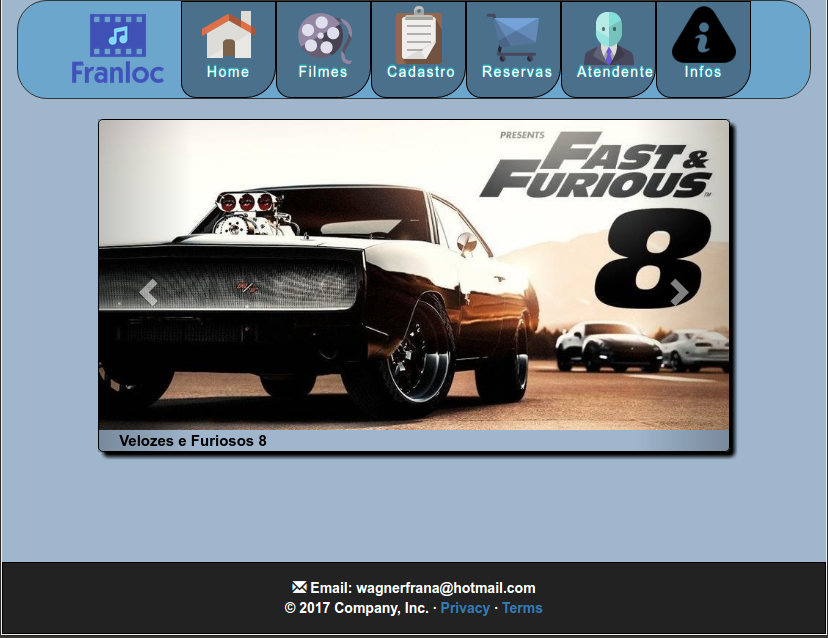 Franloc
Home
Filmes
Cadastro
Reservas
Atendente
Infos
PRESENTS
FAST &
FURIOUS™
8
R/T
Velozes e Furiosos 8
Email: wagnerfrana@hotmail.com
© 2017 Company, Inc. · Privacy · Terms